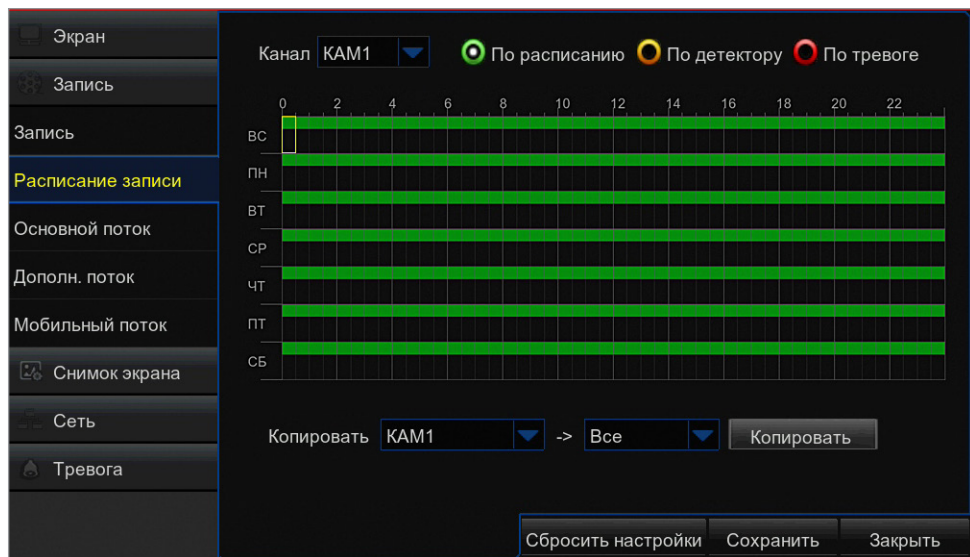 Экран
Запись
Запись
Расписание записи
Основной поток
Дополн. поток
Мобильный поток
Снимок экрана
Сеть
Тревога
Канал КАМ1 По расписанию По детектору По тревоге
0 2 4 6 8 10 12 14 16 18 20 22
ВС
ПН
ВТ
СР
ЧТ
ПТ
СБ
Копировать КАМ1 -> Все Копировать
Сбросить настройки Сохранить Закрыть